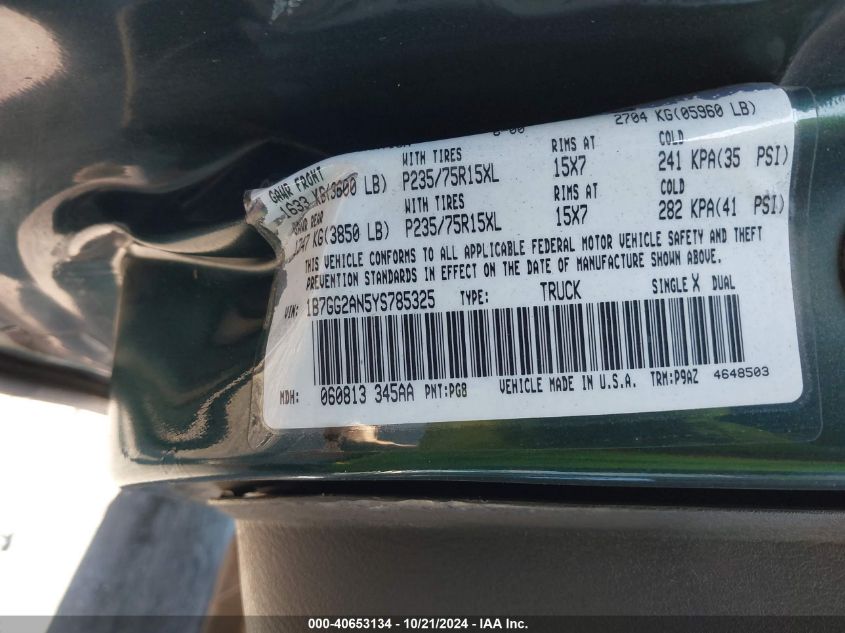 6-00 2704 KG(05960 LB)
GAWR FRONT WITH TIRES RIMS AT COLD
1633 KG(3600 LB) P235/75R15XL 15X7 241 KPA(35 PSI)
WITH TIRES RIMS AT COLD
KG(3850 LB) P235/75R15XL 15X7 282 KPA(41 PSI)
THIS VEHICLE CONFORMS TO ALL APPLICABLE FEDERAL MOTOR VEHICLE SAFETY AND THEFT
PREVENTION STANDARDS IN EFFECT ON THE DATE OF MANUFACTURE SHOWN ABOVE.
VIN: 1B7GG2AN5YS785325 TYPE: TRUCK SINGLE X DUAL
MDH: 060813 345AA PNT:PG8 VEHICLE MADE IN U.S.A. TRM:P9AZ 4648503
000-40653134 - 10/21/2024 - IAA Inc.